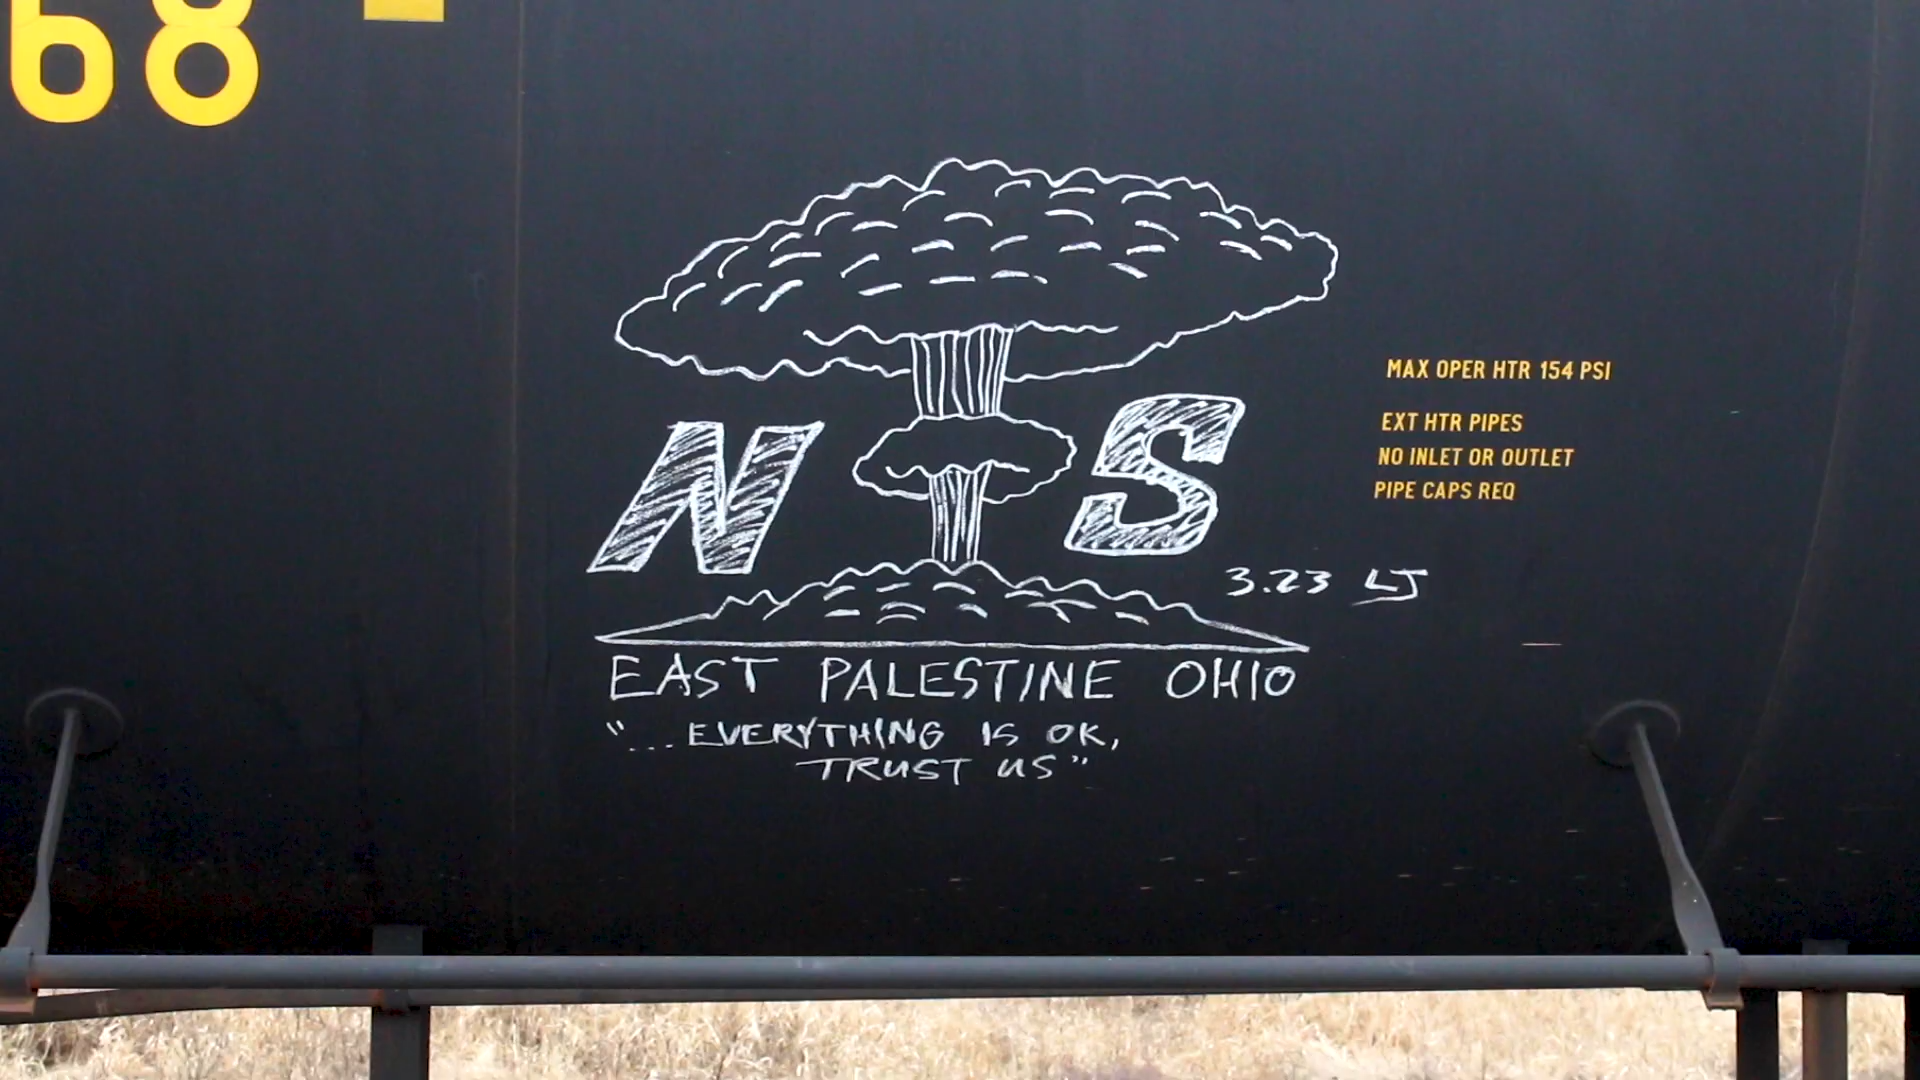 68
N S
MAX OPER HTR 154 PSI
EXT HTR PIPES
NO INLET OR OUTLET
PIPE CAPS REQ
3.23 LJ
EAST PALESTINE OHIO
"...EVERYTHING IS OK,
TRUST US"